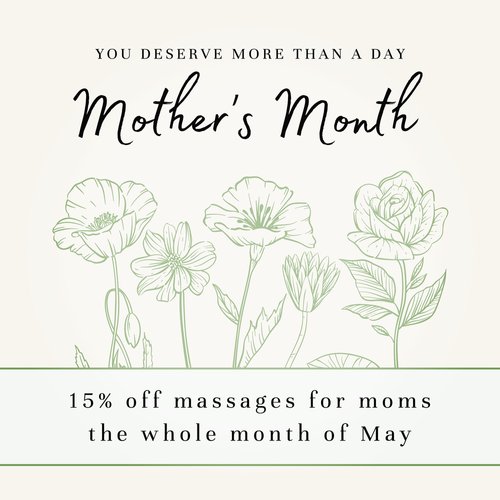 YOU DESERVE MORE THAN A DAY
Mother's Month
15% off massages for moms
the whole month of May